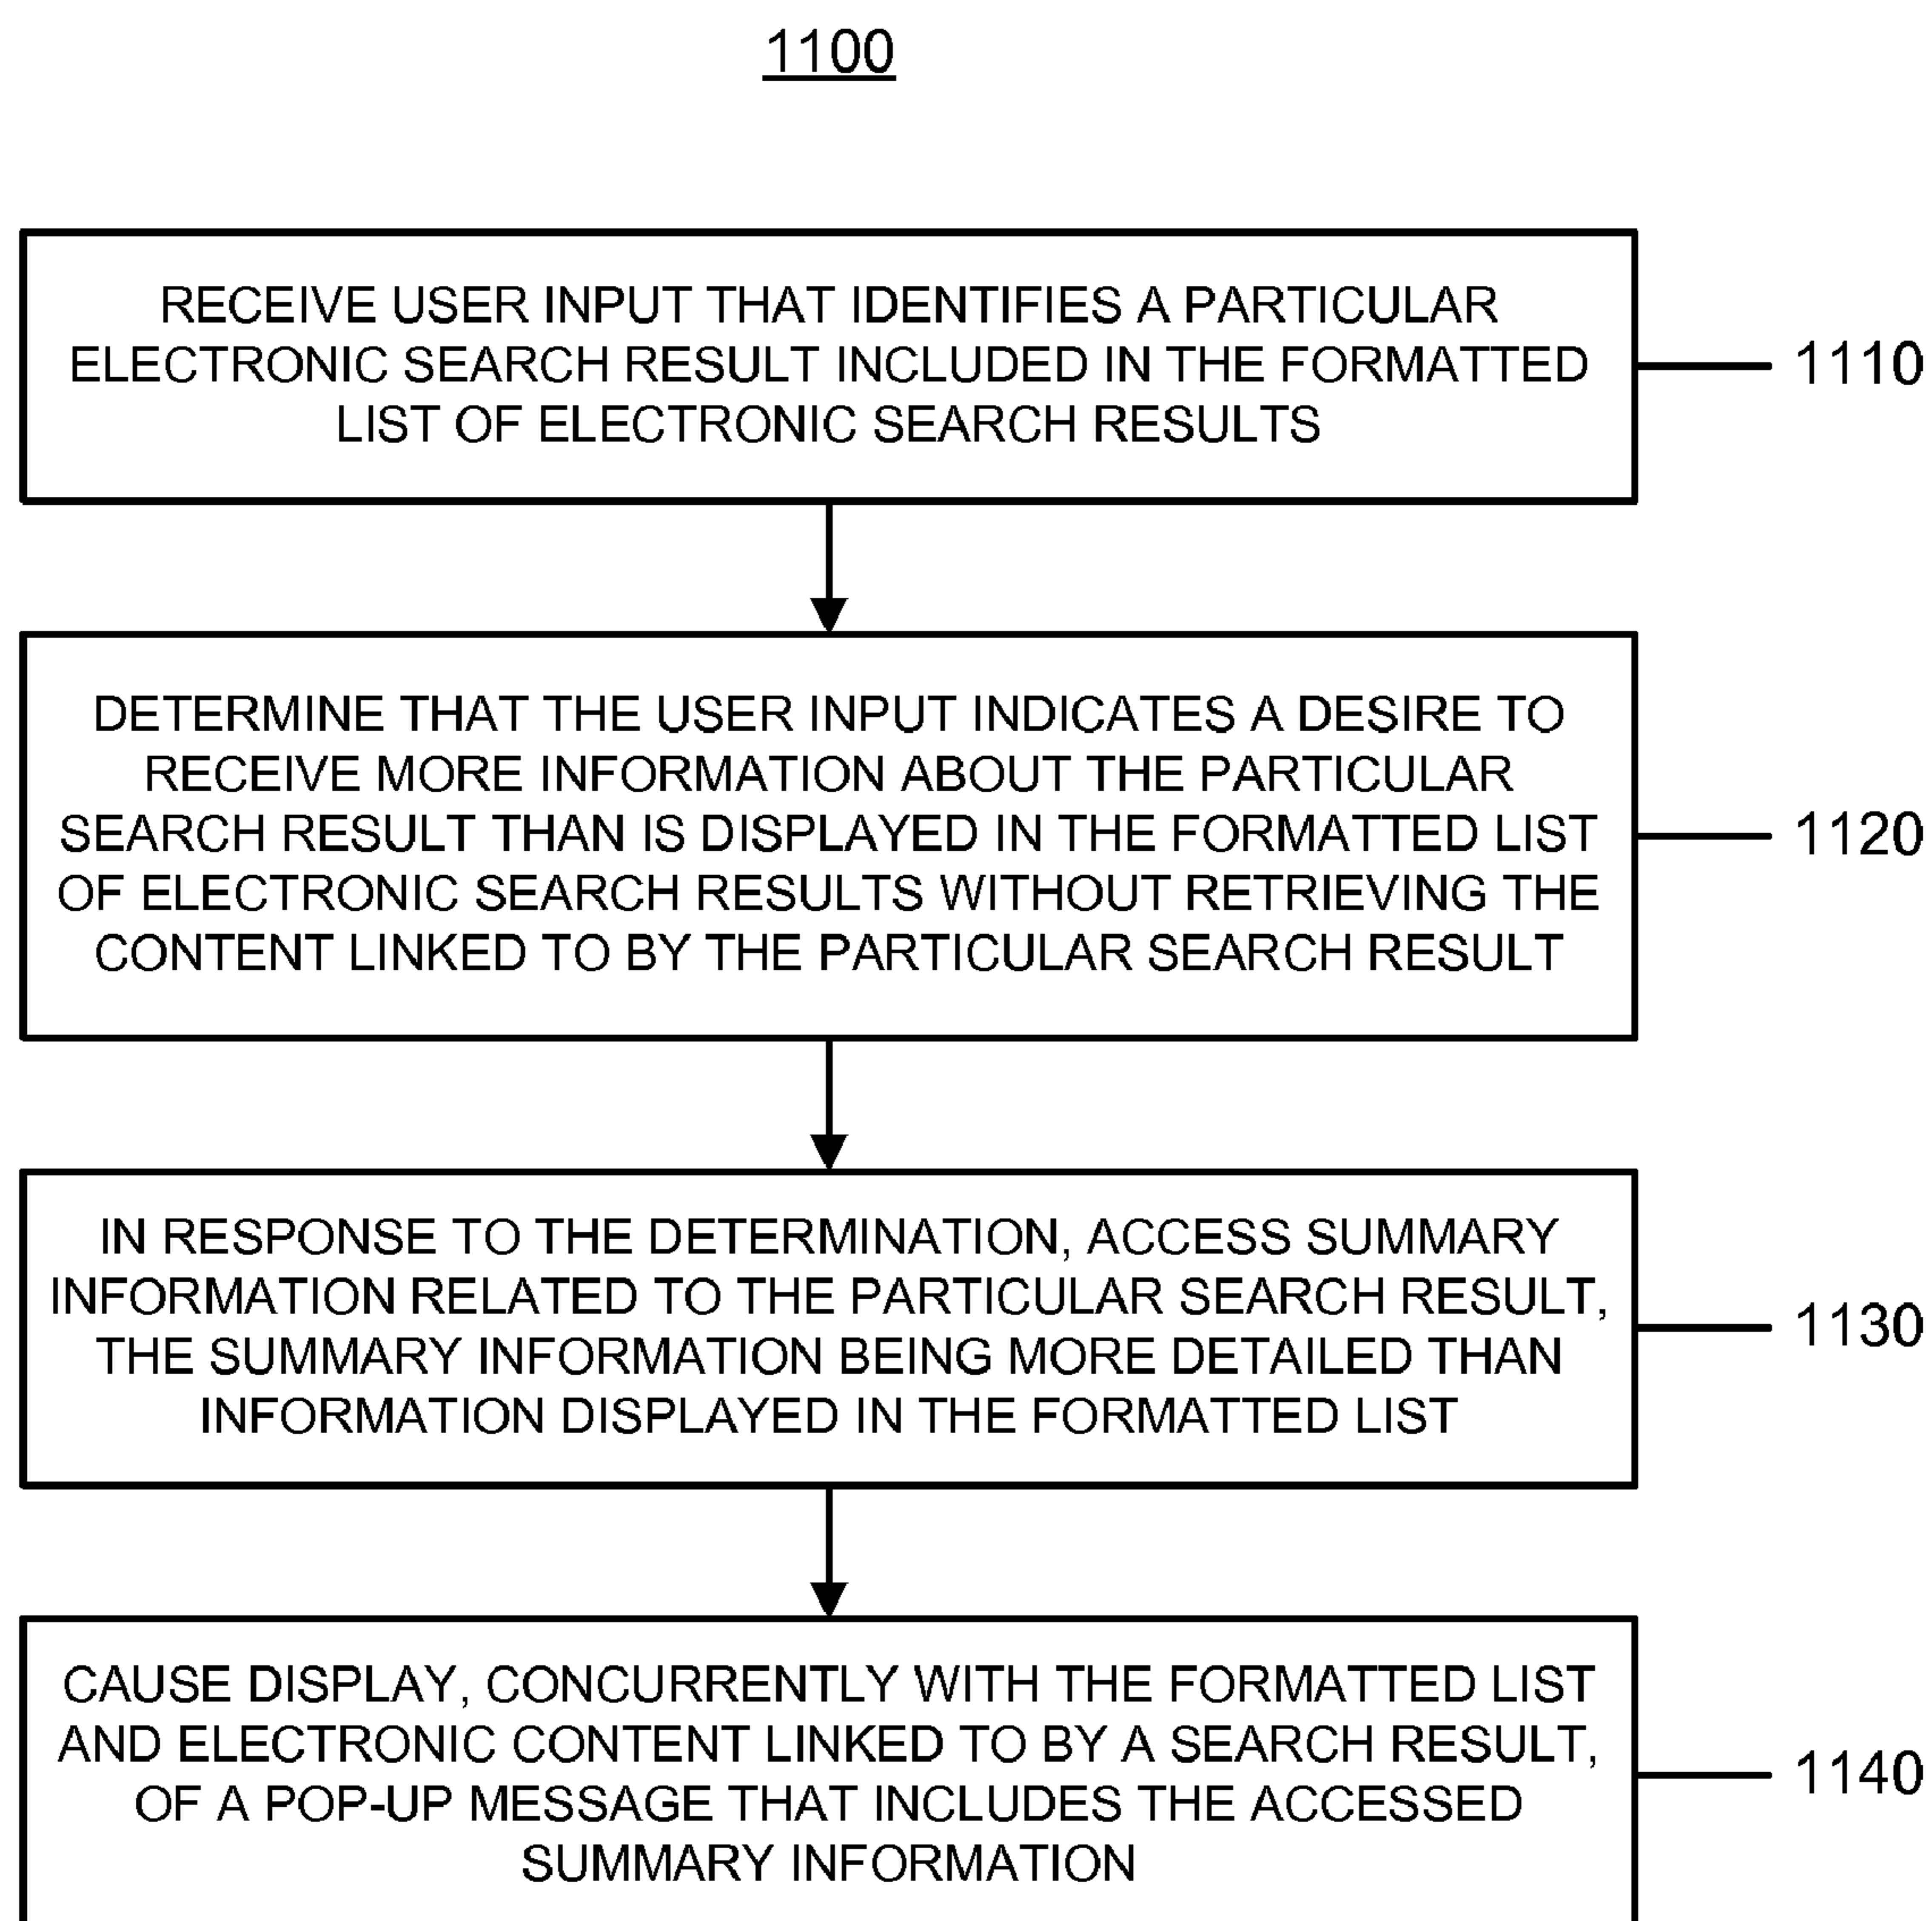 1100
RECEIVE USER INPUT THAT IDENTIFIES A PARTICULAR
ELECTRONIC SEARCH RESULT INCLUDED IN THE FORMATTED
LIST OF ELECTRONIC SEARCH RESULTS
1110
DETERMINE THAT THE USER INPUT INDICATES A DESIRE TO
RECEIVE MORE INFORMATION ABOUT THE PARTICULAR
SEARCH RESULT THAN IS DISPLAYED IN THE FORMATTED LIST
OF ELECTRONIC SEARCH RESULTS WITHOUT RETRIEVING THE
CONTENT LINKED TO BY THE PARTICULAR SEARCH RESULT
1120
IN RESPONSE TO THE DETERMINATION, ACCESS SUMMARY
INFORMATION RELATED TO THE PARTICULAR SEARCH RESULT,
THE SUMMARY INFORMATION BEING MORE DETAILED THAN
INFORMATION DISPLAYED IN THE FORMATTED LIST
1130
CAUSE DISPLAY, CONCURRENTLY WITH THE FORMATTED LIST
AND ELECTRONIC CONTENT LINKED TO BY A SEARCH RESULT,
OF A POP-UP MESSAGE THAT INCLUDES THE ACCESSED
SUMMARY INFORMATION
1140